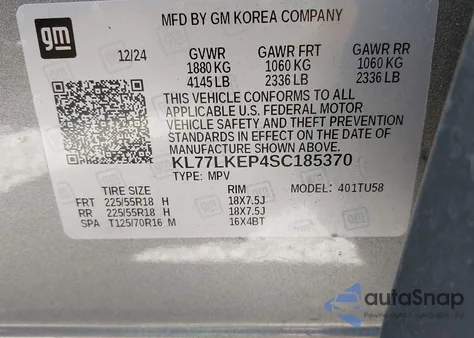 gm
MFD BY GM KOREA COMPANY
12/24 GVWR GAWR FRT GAWR RR
1880 KG 1060 KG 1060 KG
4145 LB 2336 LB 2336 LB
THIS VEHICLE CONFORMS TO ALL
APPLICABLE U.S. FEDERAL MOTOR
VEHICLE SAFETY AND THEFT PREVENTION
STANDARDS IN EFFECT ON THE DATE OF
MANUFACTURE SHOWN ABOVE.
KL77LKEP4SC185370
TYPE: MPV
TIRE SIZE RIM MODEL: 401TU58
FRT 225/55R18 H 18X7.5J
RR 225/55R18 H 18X7.5J
SPA T125/70R16 M 16X4BT
autoSnap